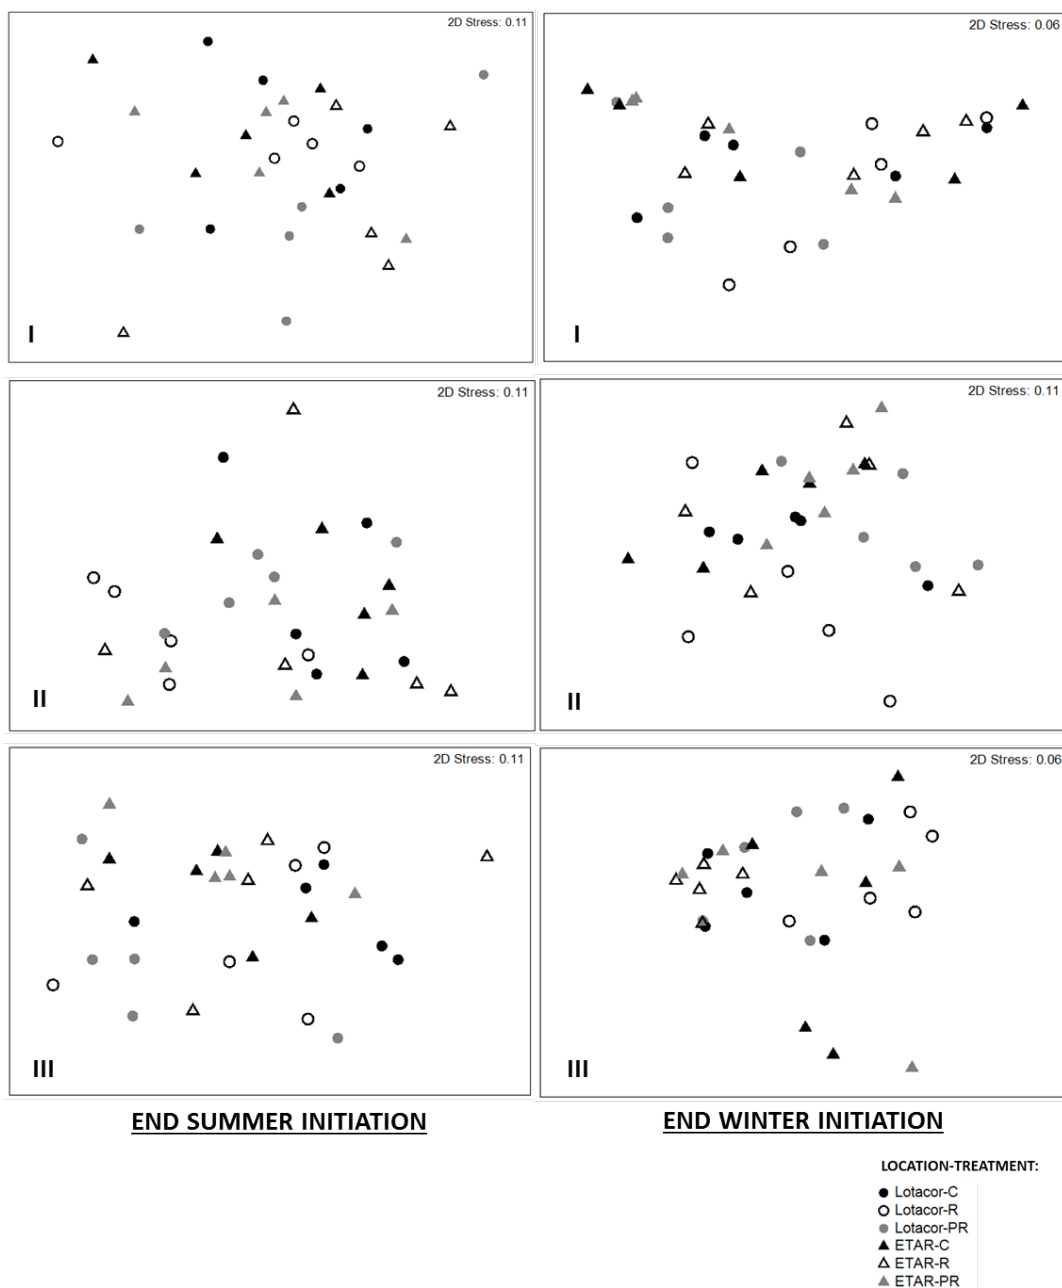 2D Stress: 0.11
I
2D Stress: 0.06
I
2D Stress: 0.11
II
2D Stress: 0.11
II
2D Stress: 0.11
III
2D Stress: 0.06
III
END SUMMER INITIATION
END WINTER INITIATION
LOCATION-TREATMENT:
Lotacor-C
Lotacor-R
Lotacor-PR
ETAR-C
ETAR-R
ETAR-PR